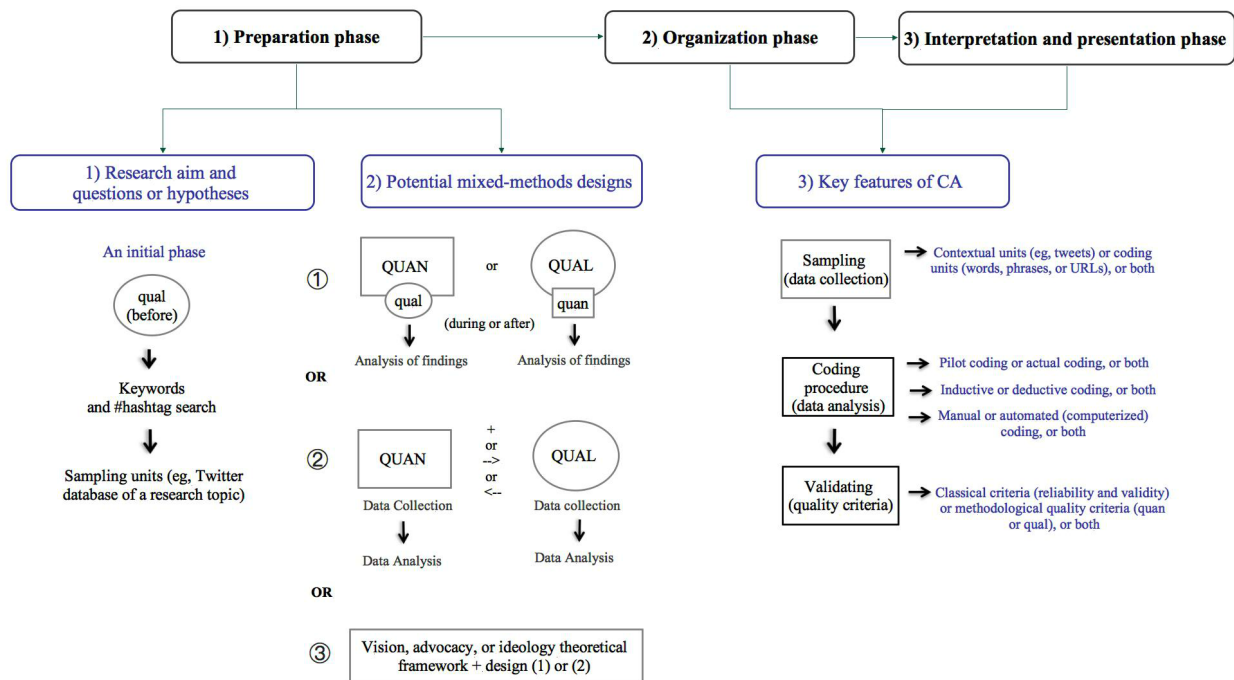 1) Preparation phase
2) Organization phase
3) Interpretation and presentation phase
1) Research aim and
questions or hypotheses
2) Potential mixed-methods designs
3) Key features of CA
An initial phase
qual
(before)
Keywords
and #hashtag search
Sampling units (eg, Twitter
database of a research topic)
①
QUAN
or
QUAL
qual
quan
(during or after)
Analysis of findings
Analysis of findings
OR
②
QUAN
+
or
-->
or
<--
QUAL
Data Collection
Data collection
Data Analysis
Data Analysis
OR
③
Vision, advocacy, or ideology theoretical
framework + design (1) or (2)
Sampling
(data collection)
Contextual units (eg, tweets) or coding
units (words, phrases, or URLs), or both
Coding
procedure
(data analysis)
Pilot coding or actual coding, or both
Inductive or deductive coding, or both
Manual or automated (computerized)
coding, or both
Validating
(quality criteria)
Classical criteria (reliability and validity)
or methodological quality criteria (quan
or qual), or both